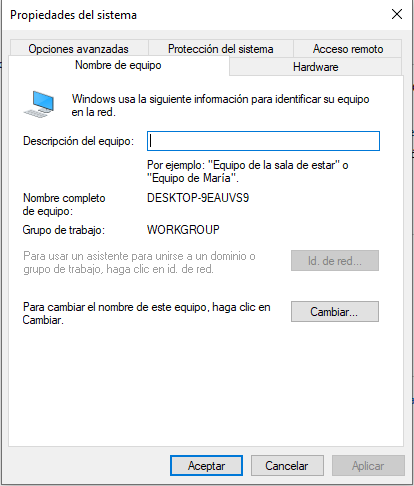 Propiedades del sistema
Opciones avanzadas
Protección del sistema
Acceso remoto
Nombre de equipo
Hardware
Windows usa la siguiente información para identificar su equipo
en la red.
Descripción del equipo:
Por ejemplo: "Equipo de la sala de estar" o
"Equipo de María".
Nombre completo
de equipo:
DESKTOP-9EAUVS9
Grupo de trabajo:
WORKGROUP
Para usar un asistente para unirse a un dominio o
grupo de trabajo, haga clic en id. de red.
Id. de red...
Para cambiar el nombre de este equipo, haga clic en
Cambiar.
Cambiar...
Aceptar
Cancelar
Aplicar